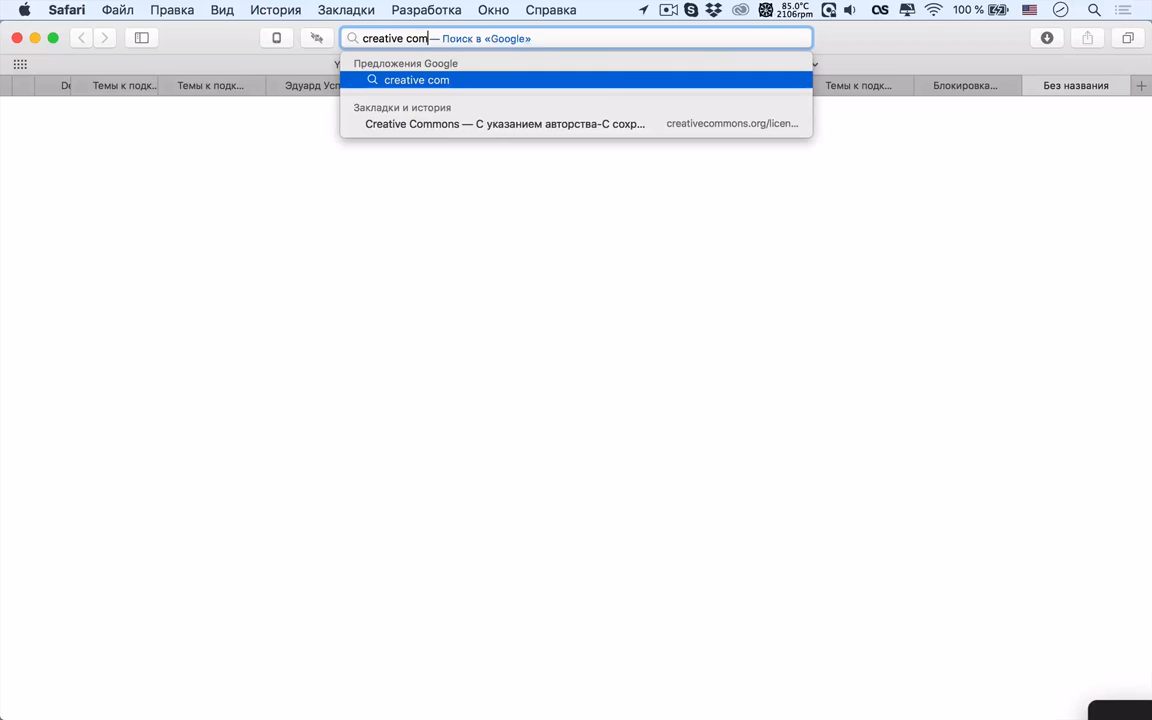 Safari Файл Правка Вид История Закладки Разработка Окно Справка 85.0°C 2106rpm 100 %
creative com — Поиск в «Google»
Предложения Google
creative com
Темы к подк... Темы к подк... Эдуард Усп Темы к подк... Блокировка... Без названия
Закладки и история
Creative Commons — С указанием авторства-С сохр... creativecommons.org/licen...